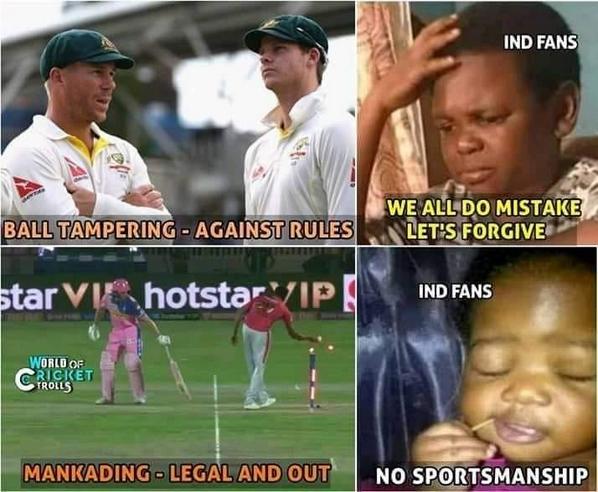 IND FANS
BALL TAMPERING - AGAINST RULES
WE ALL DO MISTAKE
LET'S FORGIVE
star VI
hotstar VIP
IND FANS
WORLD OF
CRICKET
TROLLS
MANKADING - LEGAL AND OUT
NO SPORTSMANSHIP